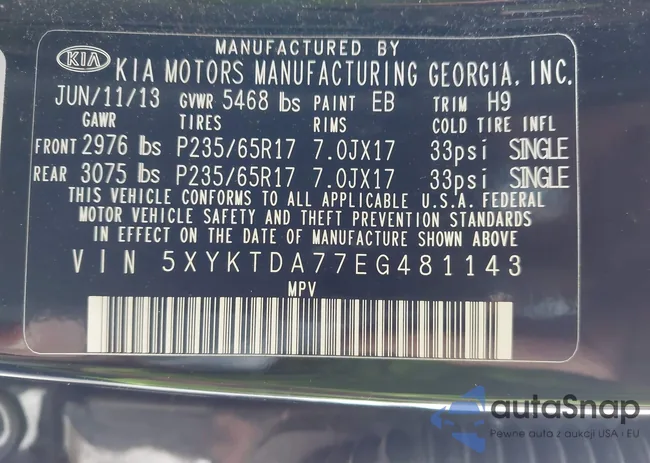 MANUFACTURED BY
KIA KIA MOTORS MANUFACTURING GEORGIA, INC.
JUN/11/13 GVWR 5468 lbs PAINT EB TRIM H9
GAWR TIRES RIMS COLD TIRE INFL
FRONT 2976 lbs P235/65R17 7.0JX17 33psi SINGLE
REAR 3075 lbs P235/65R17 7.0JX17 33psi SINGLE
THIS VEHICLE CONFORMS TO ALL APPLICABLE U.S.A. FEDERAL
MOTOR VEHICLE SAFETY AND THEFT PREVENTION STANDARDS
IN EFFECT ON THE DATE OF MANUFACTURE SHOWN ABOVE
VIN 5XYKTDA77EG481143
MPV
autoSnap
Pewne auta z aukcji USA i EU